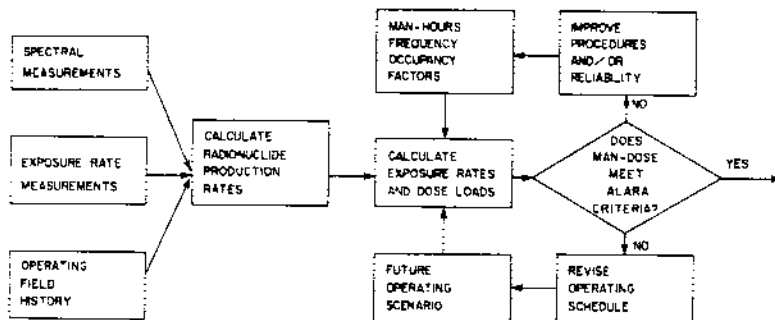 SPECTRAL
MEASUREMENTS
EXPOSURE RATE
MEASUREMENTS
OPERATING
FIELD
HISTORY
CALCULATE
RADIONUCLIDE
PRODUCTION
RATES
MAN-HOURS
FREQUENCY
OCCUPANCY
FACTORS
IMPROVE
PROCEDURES
AND/OR
RELIABILITY
CALCULATE
EXPOSURE RATES
AND DOSE LOADS
NO
DOES
MAN-DOSE
MEET
ALARA
CRITERIA?
YES
NO
FUTURE
OPERATING
SCENARIO
REVISE
OPERATING
SCHEDULE